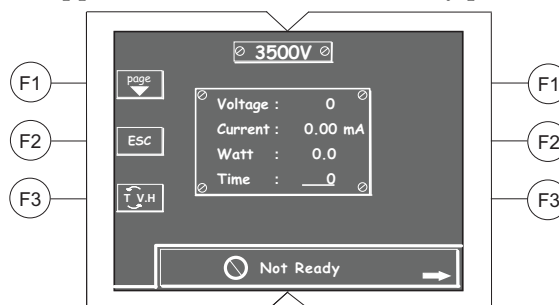 3500V
F1 page F1
Voltage : 0
Current : 0.00 mA
F2 ESC F2
Watt : 0.0
Time : 0
F3 T V.H F3
Not Ready